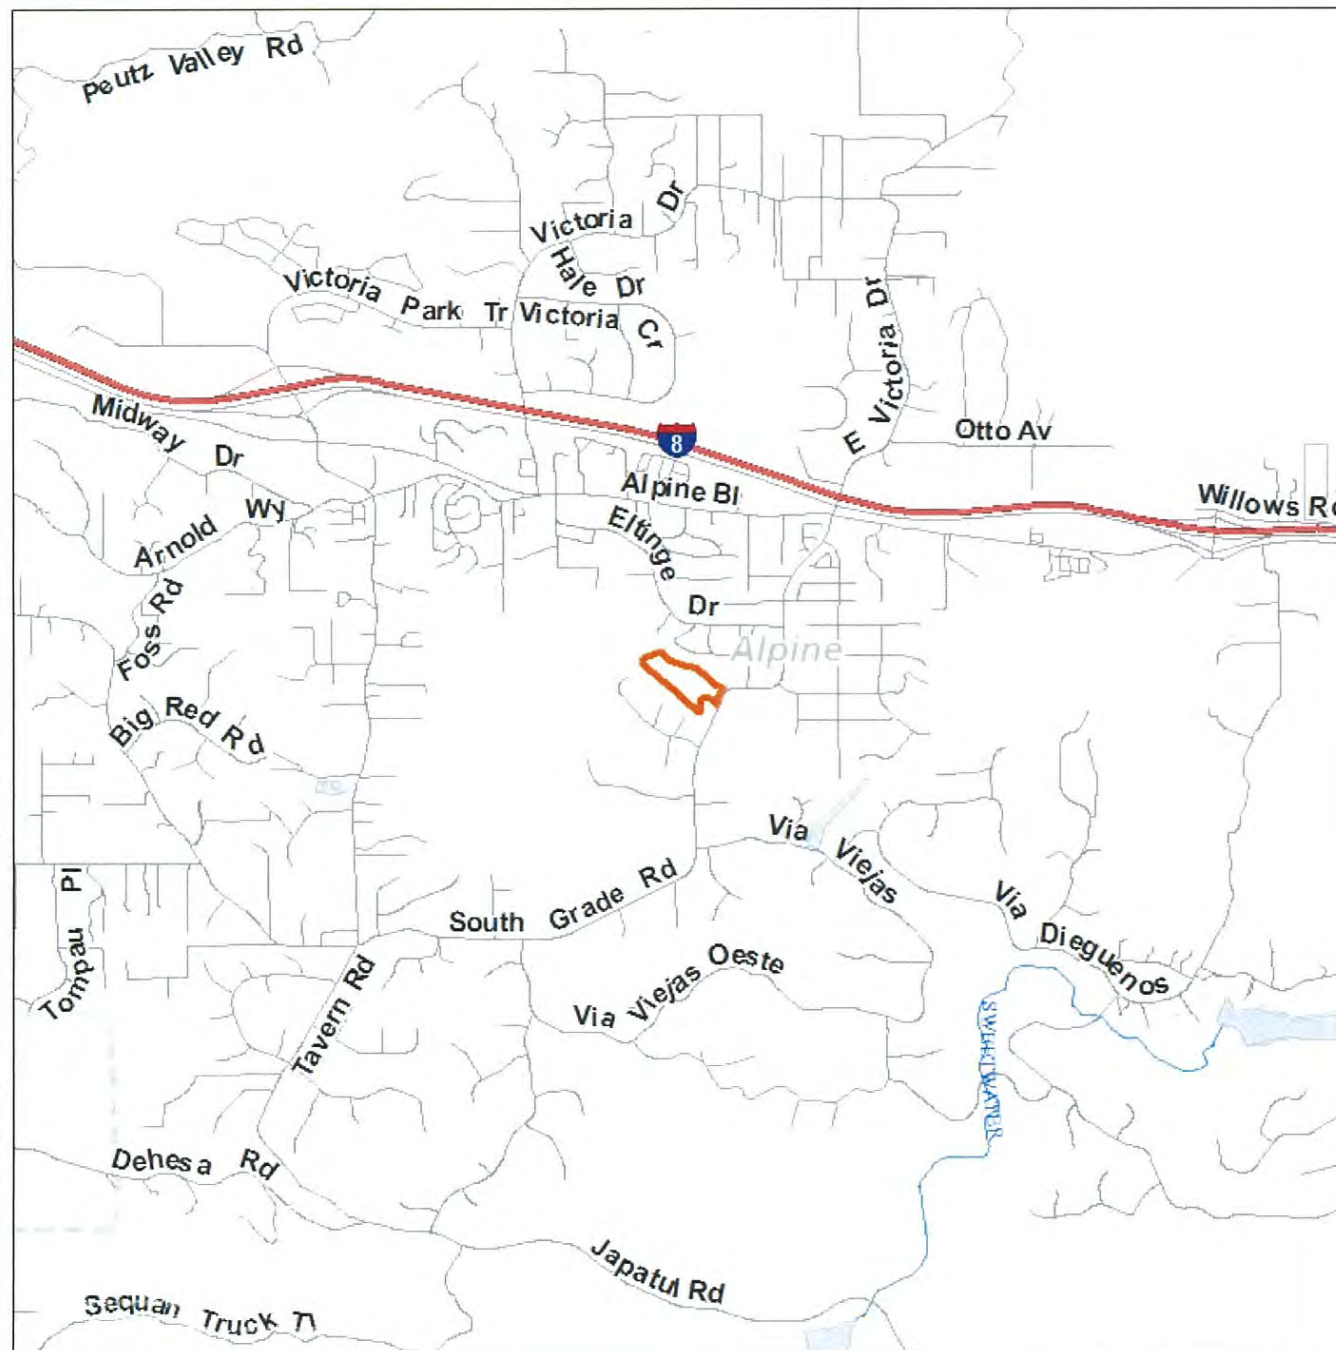 Peutz Valley Rd
Victoria Dr
Hale Dr
Victoria Park Tr
Victoria Cr
E Victoria Dr
Otto Av
Midway Dr
8
Alpine Bl
Willows Rd
Arnold Wy
Eltinge Dr
Foss Rd
Alpine
Big Red Rd
Via Viejas
Tompau Pl
South Grade Rd
Via Dieguenos
Tavern Rd
Via Viejas Oeste
SWEETWATER
Dehesa Rd
Japatul Rd
Sequan Truck Tl